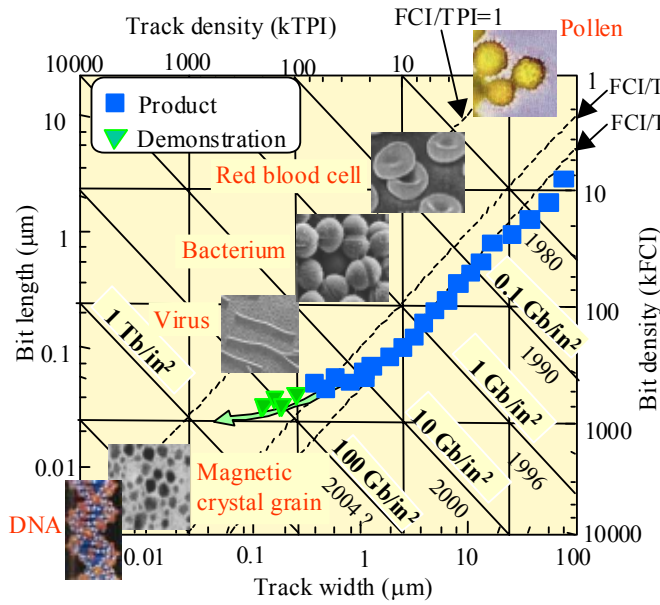 Track density (kTPI)
FCI/TPI=1
Pollen
10000
1000
100
10
1
FCI/T
FCI/T
Product
Demonstration
10
1
0.1
0.01
Bit length (μm)
Red blood cell
Bacterium
Virus
Magnetic
crystal grain
DNA
1 Tb/in²
100 Gb/in²
10 Gb/in²
1 Gb/in²
0.1 Gb/in²
1980
1990
1996
2000
2004?
10
100
1000
10000
Bit density (kFCI)
0.01
0.1
1
10
100
Track width (μm)